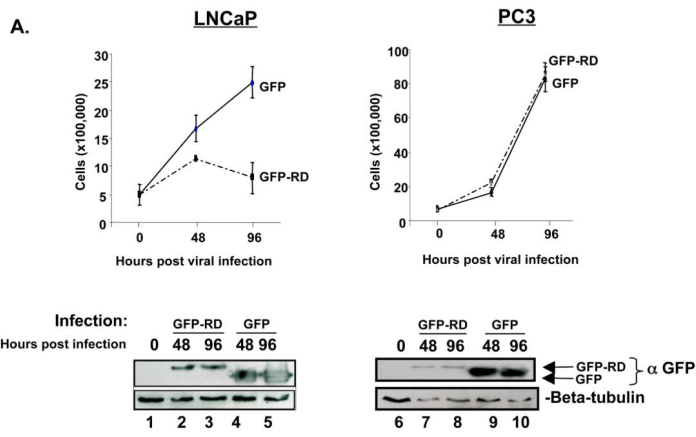 A.
LNCaP
PC3
30
25
20
15
10
5
0
Cells (x100,000)
GFP
GFP-RD
0 48 96
Hours post viral infection
100
80
60
40
20
0
Cells (x100,000)
GFP-RD
GFP
0 48 96
Hours post viral infection
Infection: GFP-RD GFP
Hours post infection 0 48 96 48 96
1 2 3 4 5
GFP-RD GFP
0 48 96 48 96
GFP-RD
GFP
α GFP
-Beta-tubulin
6 7 8 9 10